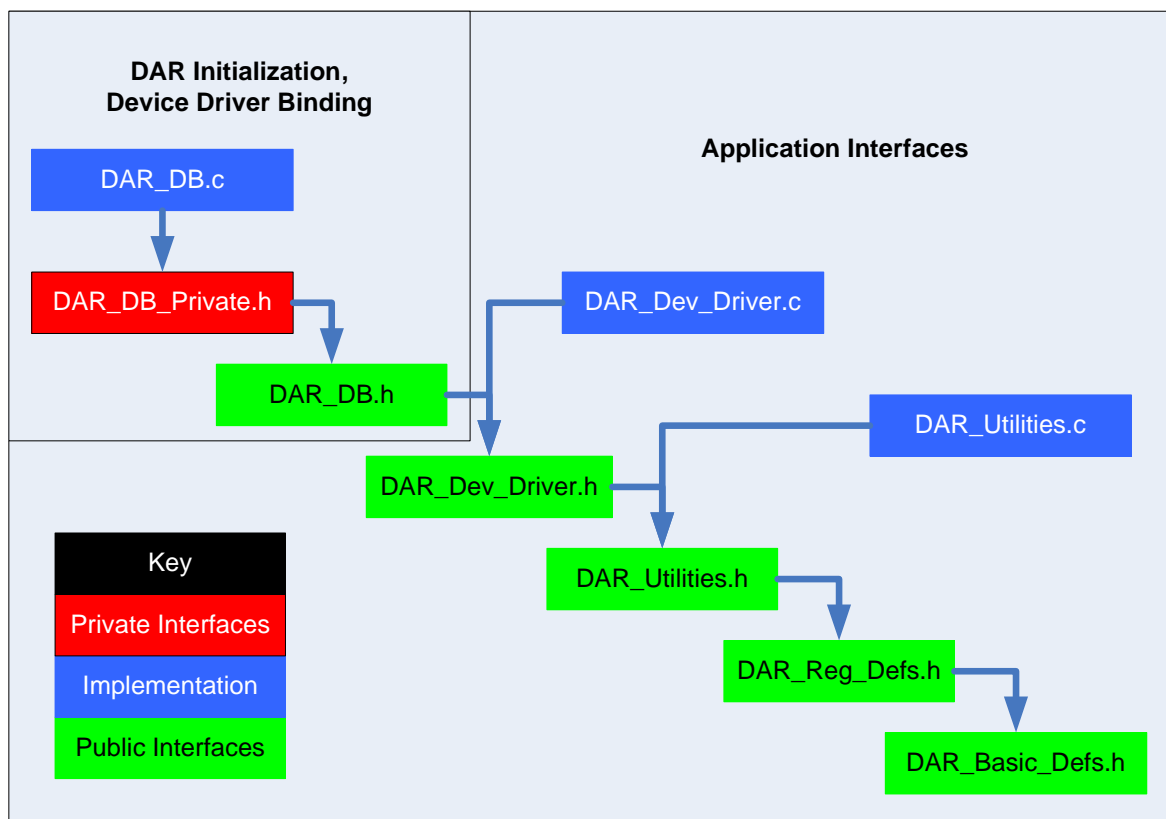 DAR Initialization,
Device Driver Binding
Application Interfaces
DAR_DB.c
DAR_DB_Private.h
DAR_Dev_Driver.c
DAR_DB.h
DAR_Utilities.c
DAR_Dev_Driver.h
DAR_Utilities.h
DAR_Reg_Defs.h
DAR_Basic_Defs.h
Key
Private Interfaces
Implementation
Public Interfaces